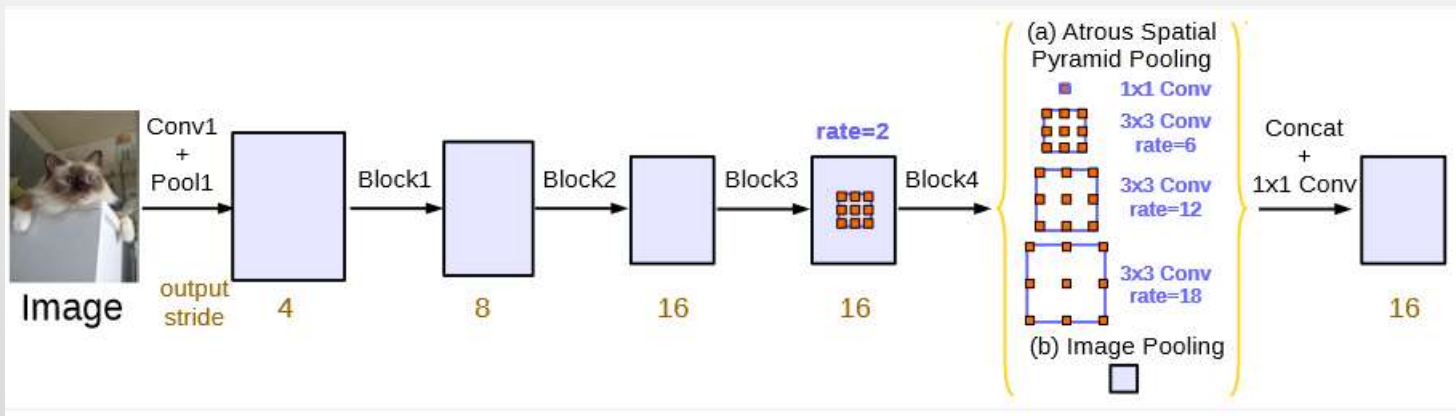 Image
Conv1
+
Pool1
output
stride
4
Block1
8
Block2
16
Block3
rate=2
16
Block4
(a) Atrous Spatial
Pyramid Pooling
1x1 Conv
3x3 Conv
rate=6
3x3 Conv
rate=12
3x3 Conv
rate=18
(b) Image Pooling
Concat
+
1x1 Conv
16